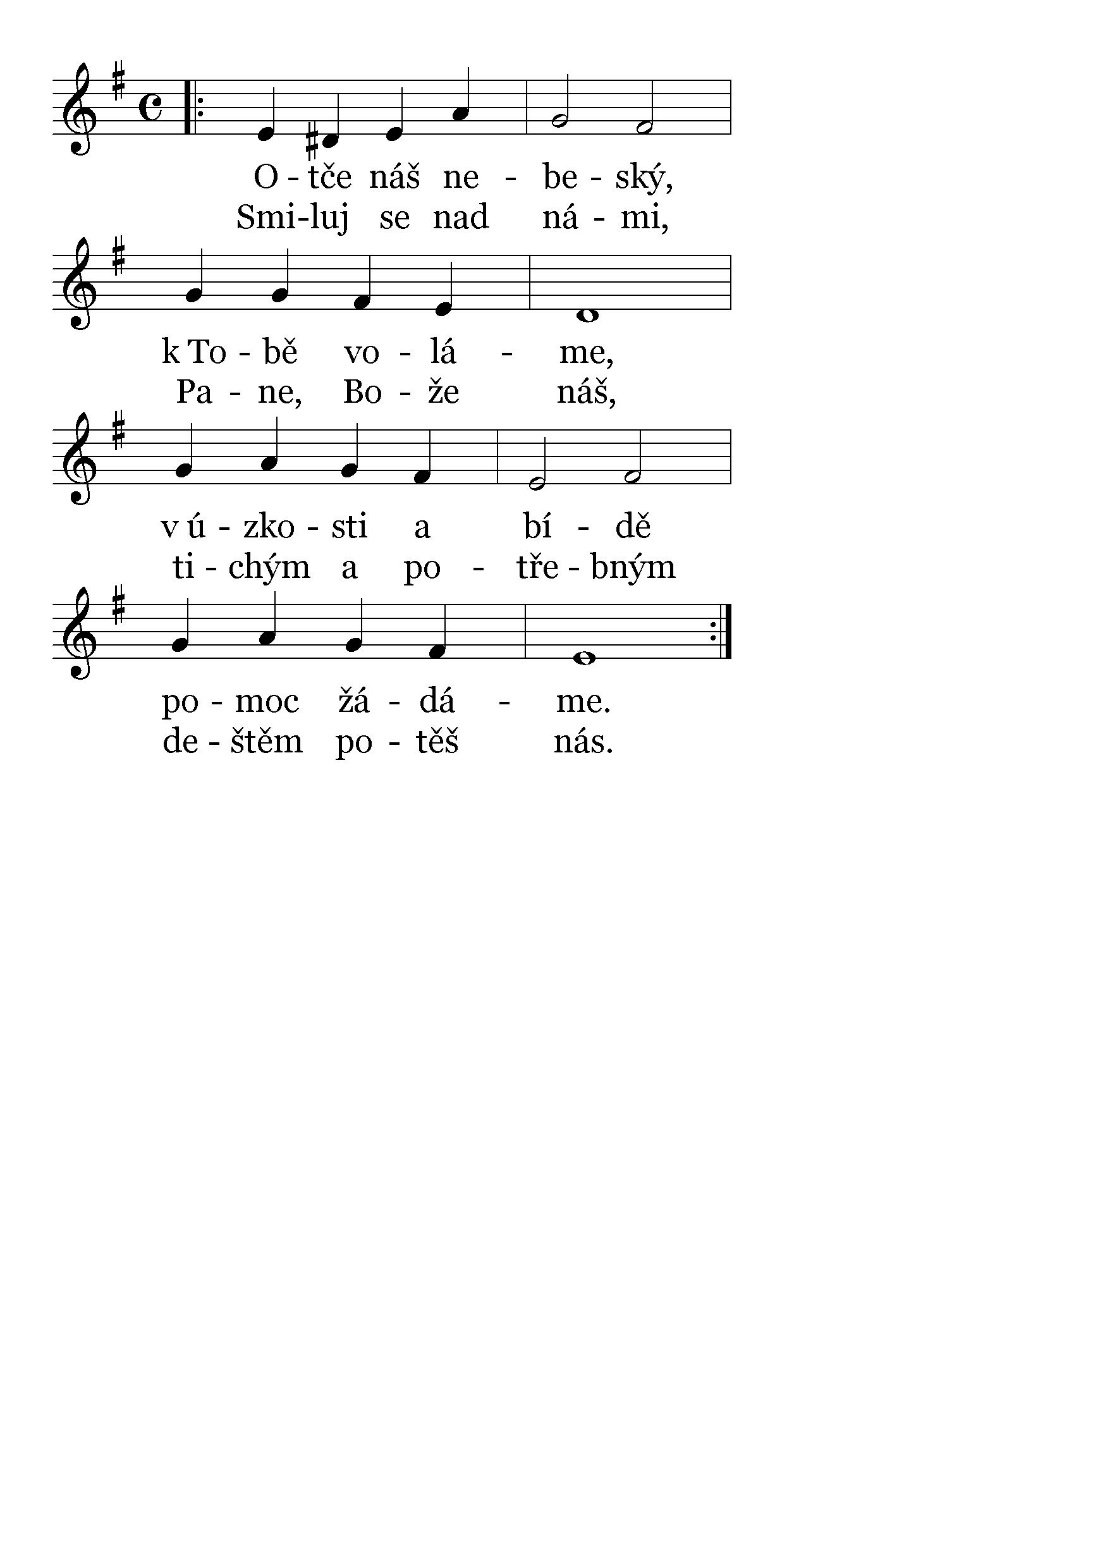 O - tče náš ne - be - ský,
Smi-luj se nad ná - mi,
k To - bě vo - lá - me,
Pa - ne, Bo - že náš,
v ú - zko - sti a bí - dě
ti - chým a po - tře - bným
po - moc žá - dá - me.
de - štěm po - těš nás.